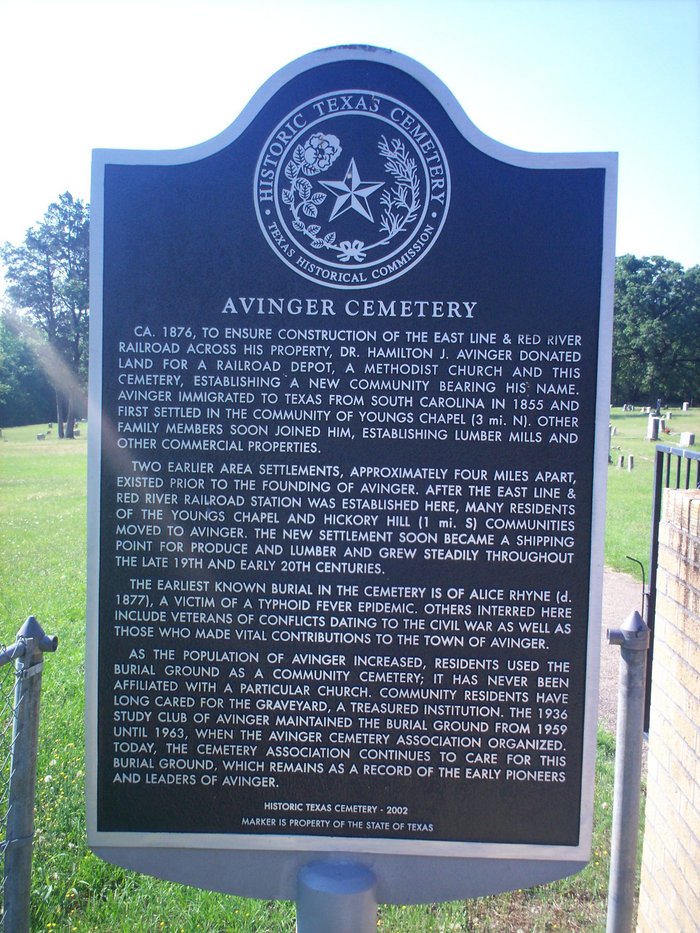 HISTORIC TEXAS CEMETERY
TEXAS HISTORICAL COMMISSION
AVINGER CEMETERY
CA. 1876, TO ENSURE CONSTRUCTION OF THE EAST LINE & RED RIVER
RAILROAD ACROSS HIS PROPERTY, DR. HAMILTON J. AVINGER DONATED
LAND FOR A RAILROAD DEPOT, A METHODIST CHURCH AND THIS
CEMETERY, ESTABLISHING A NEW COMMUNITY BEARING HIS NAME.
AVINGER IMMIGRATED TO TEXAS FROM SOUTH CAROLINA IN 1855 AND
FIRST SETTLED IN THE COMMUNITY OF YOUNGS CHAPEL (3 mi. N). OTHER
FAMILY MEMBERS SOON JOINED HIM, ESTABLISHING LUMBER MILLS AND
OTHER COMMERCIAL PROPERTIES.
TWO EARLIER AREA SETTLEMENTS, APPROXIMATELY FOUR MILES APART,
EXISTED PRIOR TO THE FOUNDING OF AVINGER. AFTER THE EAST LINE &
RED RIVER RAILROAD STATION WAS ESTABLISHED HERE, MANY RESIDENTS
OF THE YOUNGS CHAPEL AND HICKORY HILL (1 mi. S) COMMUNITIES
MOVED TO AVINGER. THE NEW SETTLEMENT SOON BECAME A SHIPPING
POINT FOR PRODUCE AND LUMBER AND GREW STEADILY THROUGHOUT
THE LATE 19TH AND EARLY 20TH CENTURIES.
THE EARLIEST KNOWN BURIAL IN THE CEMETERY IS OF ALICE RHYNE (d.
1877), A VICTIM OF A TYPHOID FEVER EPIDEMIC. OTHERS INTERRED HERE
INCLUDE VETERANS OF CONFLICTS DATING TO THE CIVIL WAR AS WELL AS
THOSE WHO MADE VITAL CONTRIBUTIONS TO THE TOWN OF AVINGER.
AS THE POPULATION OF AVINGER INCREASED, RESIDENTS USED THE
BURIAL GROUND AS A COMMUNITY CEMETERY; IT HAS NEVER BEEN
AFFILIATED WITH A PARTICULAR CHURCH. COMMUNITY RESIDENTS HAVE
LONG CARED FOR THE GRAVEYARD, A TREASURED INSTITUTION. THE 1936
STUDY CLUB OF AVINGER MAINTAINED THE BURIAL GROUND FROM 1959
UNTIL 1963, WHEN THE AVINGER CEMETERY ASSOCIATION ORGANIZED.
TODAY, THE CEMETERY ASSOCIATION CONTINUES TO CARE FOR THIS
BURIAL GROUND, WHICH REMAINS AS A RECORD OF THE EARLY PIONEERS
AND LEADERS OF AVINGER.
HISTORIC TEXAS CEMETERY - 2002
MARKER IS PROPERTY OF THE STATE OF TEXAS